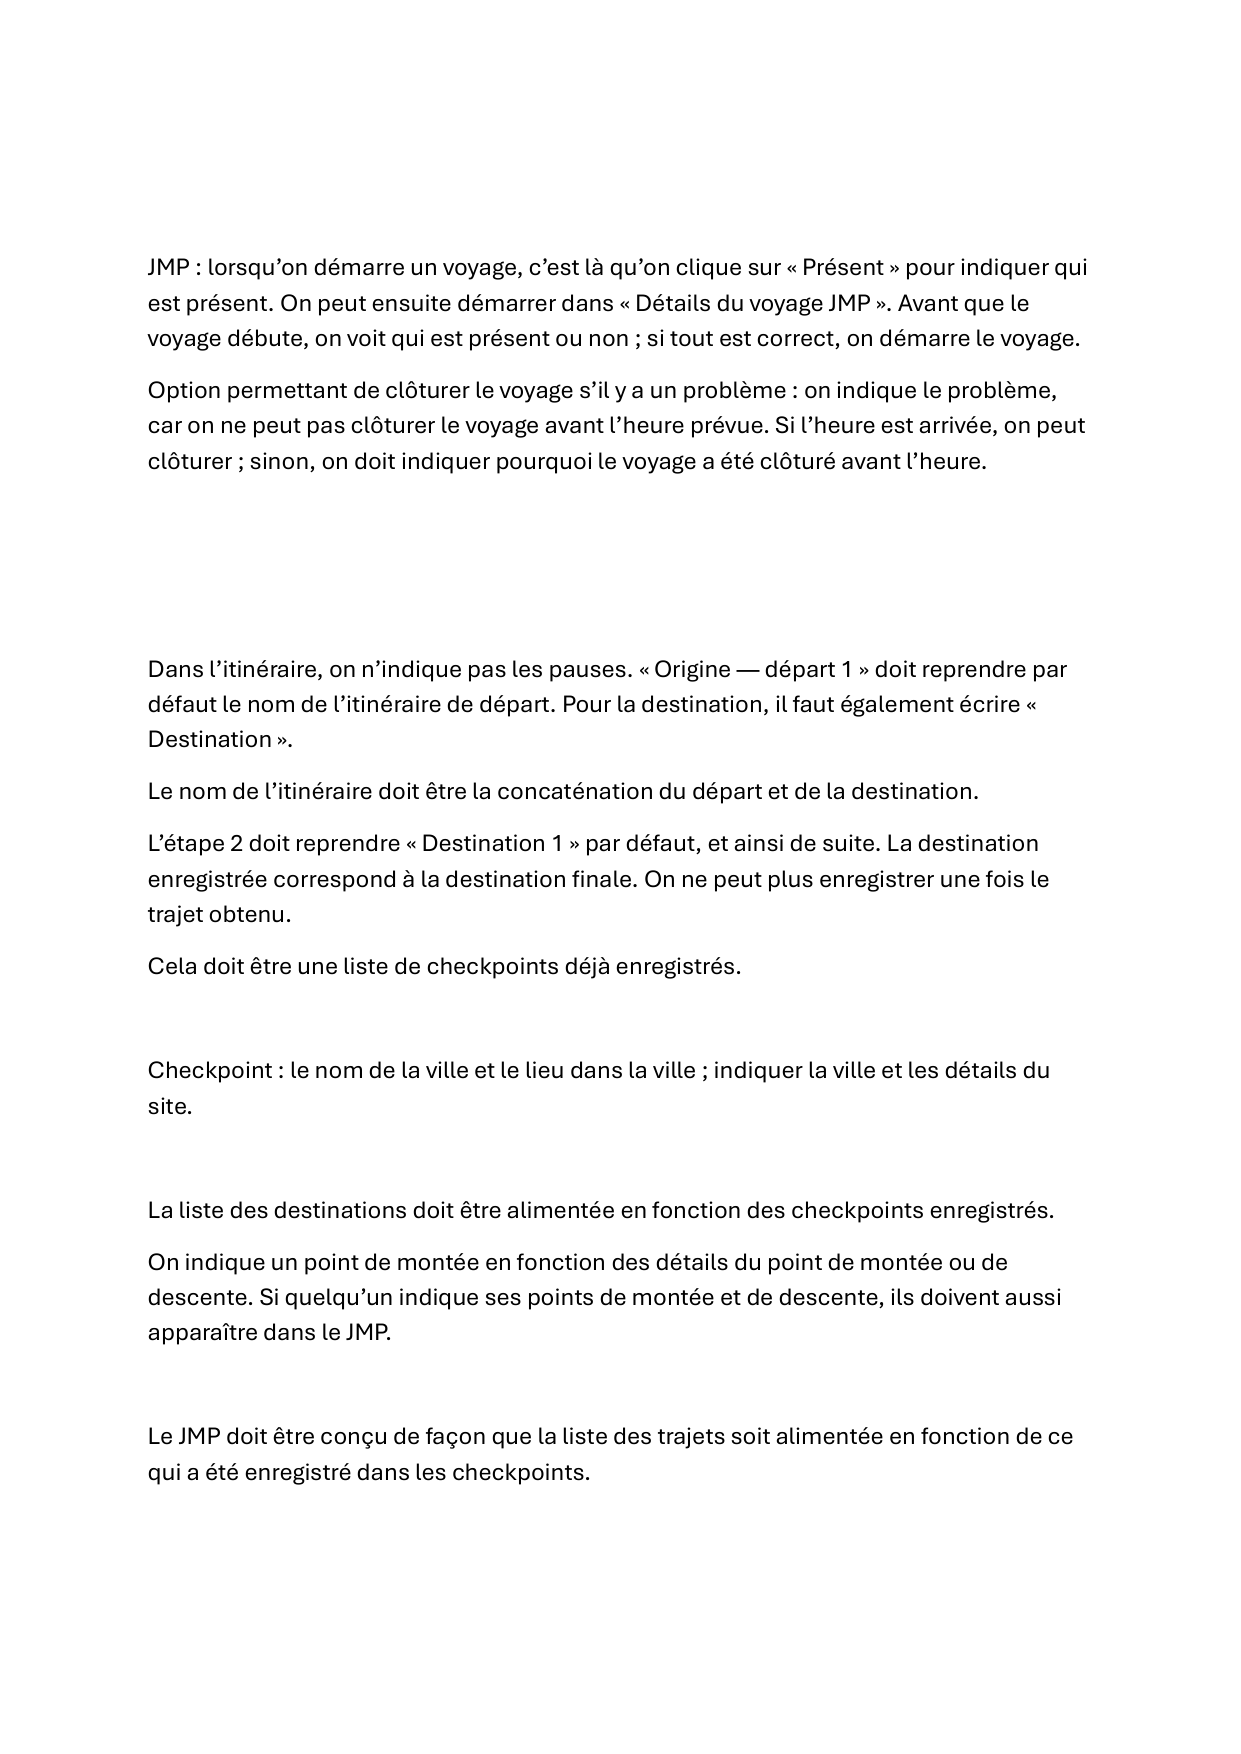 JMP : lorsqu’on démarre un voyage, c’est là qu’on clique sur « Présent » pour indiquer qui
est présent. On peut ensuite démarrer dans « Détails du voyage JMP ». Avant que le
voyage débute, on voit qui est présent ou non ; si tout est correct, on démarre le voyage.
Option permettant de clôturer le voyage s’il y a un problème : on indique le problème,
car on ne peut pas clôturer le voyage avant l’heure prévue. Si l’heure est arrivée, on peut
clôturer ; sinon, on doit indiquer pourquoi le voyage a été clôturé avant l’heure.
Dans l’itinéraire, on n’indique pas les pauses. « Origine — départ 1 » doit reprendre par
défaut le nom de l’itinéraire de départ. Pour la destination, il faut également écrire «
Destination ».
Le nom de l’itinéraire doit être la concaténation du départ et de la destination.
L’étape 2 doit reprendre « Destination 1 » par défaut, et ainsi de suite. La destination
enregistrée correspond à la destination finale. On ne peut plus enregistrer une fois le
trajet obtenu.
Cela doit être une liste de checkpoints déjà enregistrés.
Checkpoint : le nom de la ville et le lieu dans la ville ; indiquer la ville et les détails du
site.
La liste des destinations doit être alimentée en fonction des checkpoints enregistrés.
On indique un point de montée en fonction des détails du point de montée ou de
descente. Si quelqu’un indique ses points de montée et de descente, ils doivent aussi
apparaître dans le JMP.
Le JMP doit être conçu de façon que la liste des trajets soit alimentée en fonction de ce
qui a été enregistré dans les checkpoints.